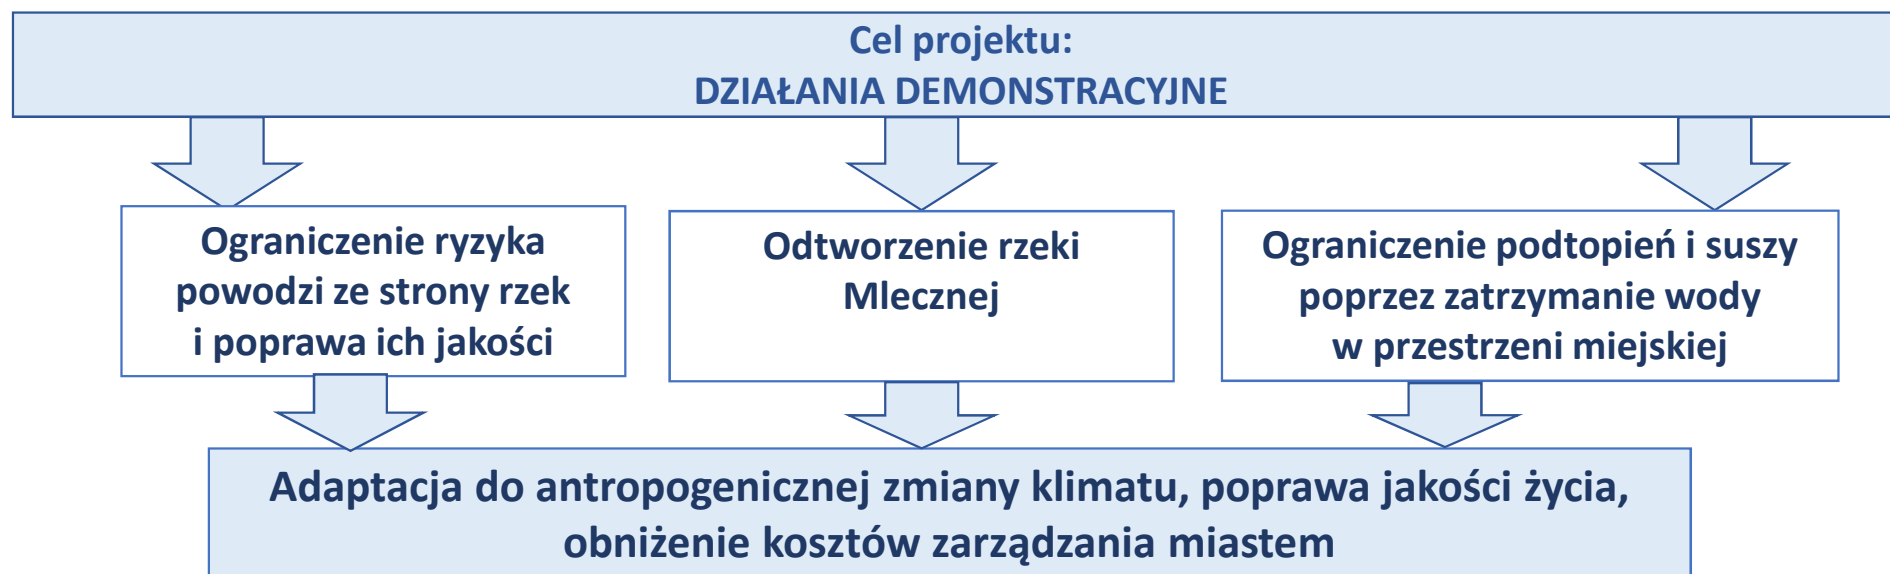 Cel projektu:
DZIAŁANIA DEMONSTRACYJNE
Ograniczenie ryzyka
powodzi ze strony rzek
i poprawa ich jakości
Odtworzenie rzeki
Mlecznej
Ograniczenie podtopień i suszy
poprzez zatrzymanie wody
w przestrzeni miejskiej
Adaptacja do antropogenicznej zmiany klimatu, poprawa jakości życia,
obniżenie kosztów zarządzania miastem